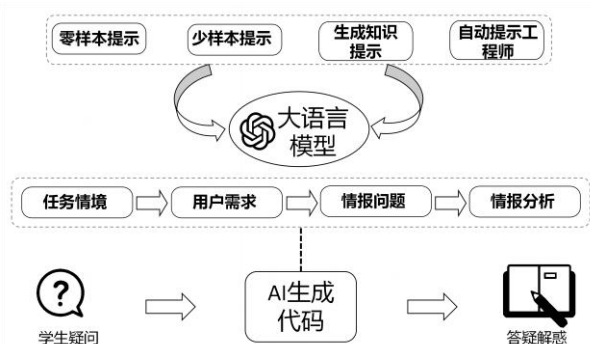 零样本提示
少样本提示
生成知识
提示
自动提示工
程师
大语言
模型
任务情境
用户需求
情报问题
情报分析
?
AI生成
代码
学生疑问
答疑解惑